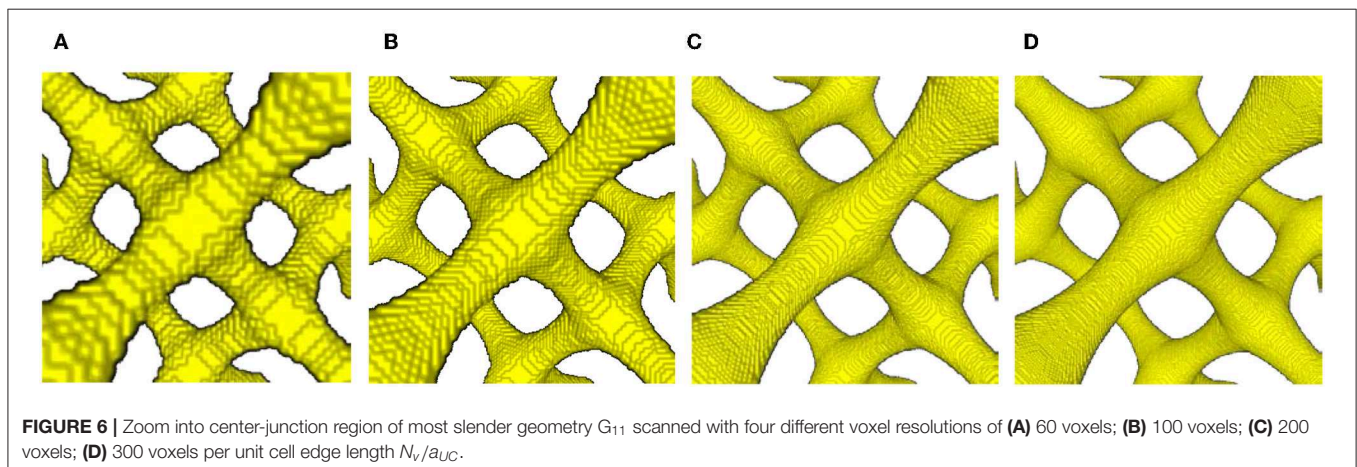 A B C D
FIGURE 6 | Zoom into center-junction region of most slender geometry G₁₁ scanned with four different voxel resolutions of (A) 60 voxels; (B) 100 voxels; (C) 200
voxels; (D) 300 voxels per unit cell edge length Nᵥ/a_UC.